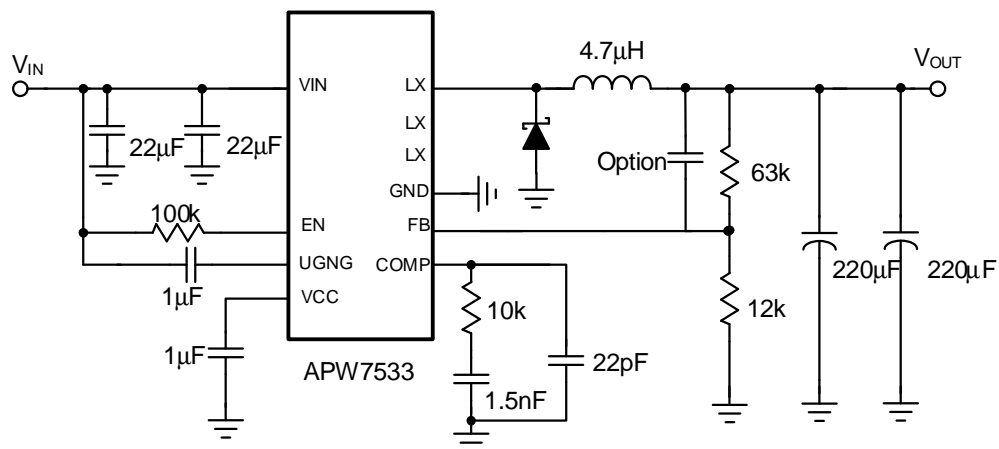 VIN
VOUT
4.7μH
VIN
LX
LX
LX
22μF
22μF
Option
63k
GND
100k
EN
FB
UGNG
COMP
1μF
VCC
10k
12k
220μF
220μF
1μF
22pF
APW7533
1.5nF